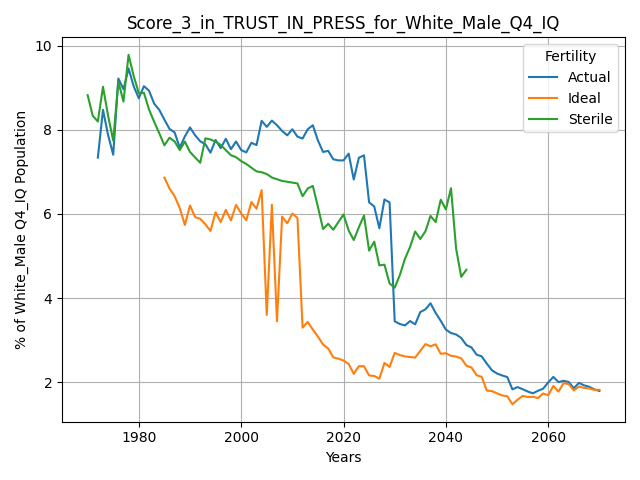 Score_3_in_TRUST_IN_PRESS_for_White_Male_Q4_IQ
Fertility
Actual
Ideal
Sterile
% of White_Male Q4_IQ Population
10
8
6
4
2
1980
2000
2020
2040
2060
Years